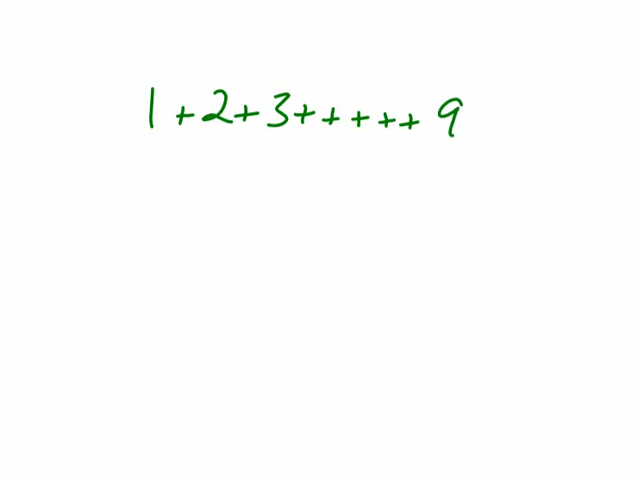 1 + 2 + 3 + + + + + 9